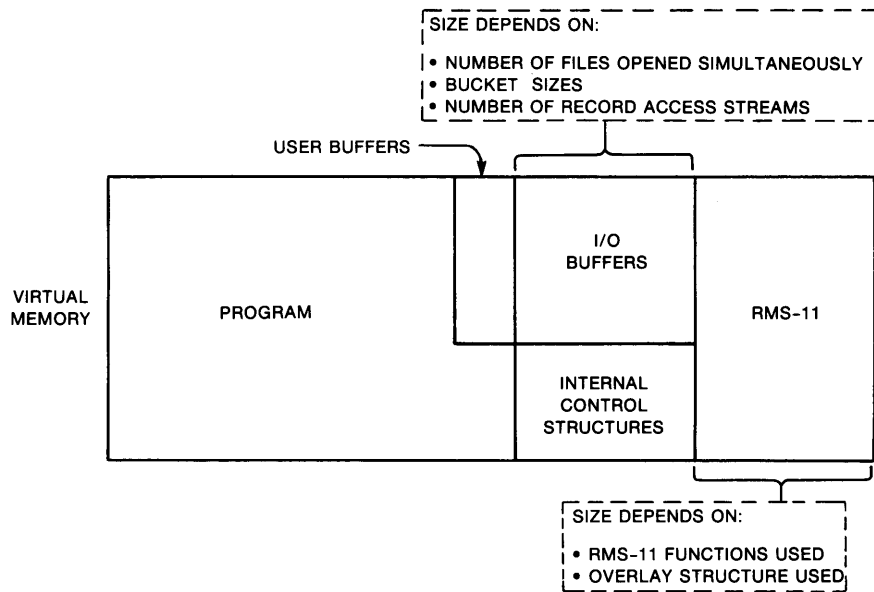 SIZE DEPENDS ON:
• NUMBER OF FILES OPENED SIMULTANEOUSLY
• BUCKET SIZES
• NUMBER OF RECORD ACCESS STREAMS
USER BUFFERS
I/O
BUFFERS
VIRTUAL
MEMORY
PROGRAM
RMS-11
INTERNAL
CONTROL
STRUCTURES
SIZE DEPENDS ON:
• RMS-11 FUNCTIONS USED
• OVERLAY STRUCTURE USED